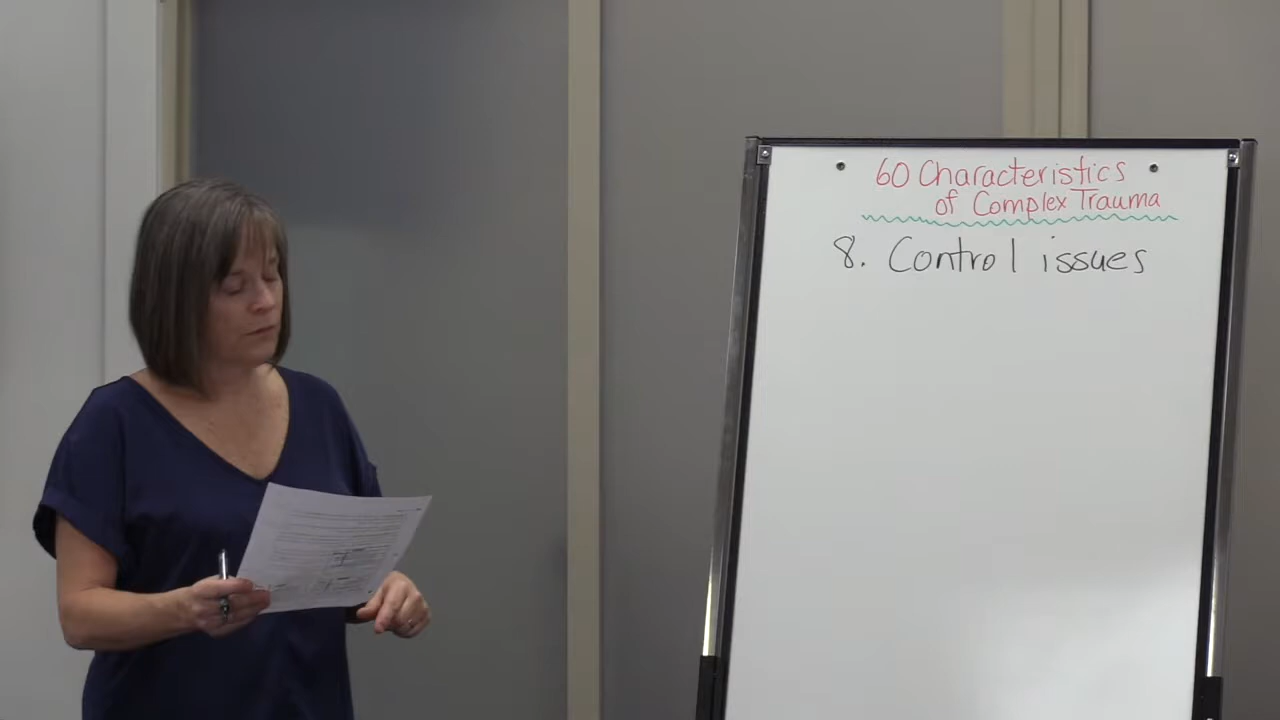 60 Characteristics
of Complex Trauma
8. Control issues